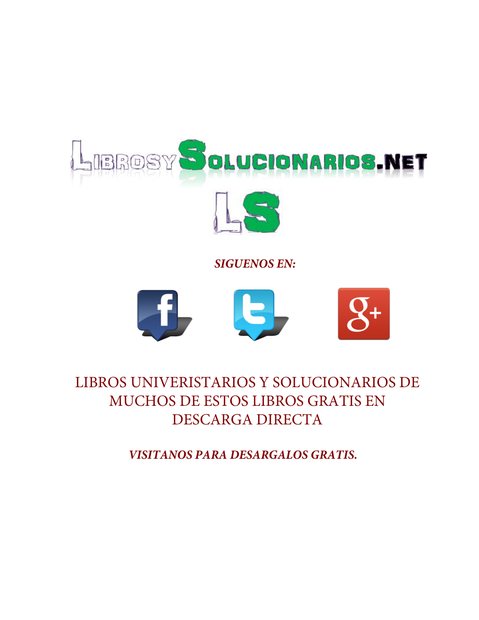 LIBROSYSOLUCIONARIOS.NET
LS
SIGUENOS EN:
f t g+
LIBROS UNIVERISTARIOS Y SOLUCIONARIOS DE
MUCHOS DE ESTOS LIBROS GRATIS EN
DESCARGA DIRECTA
VISITANOS PARA DESARGALOS GRATIS.